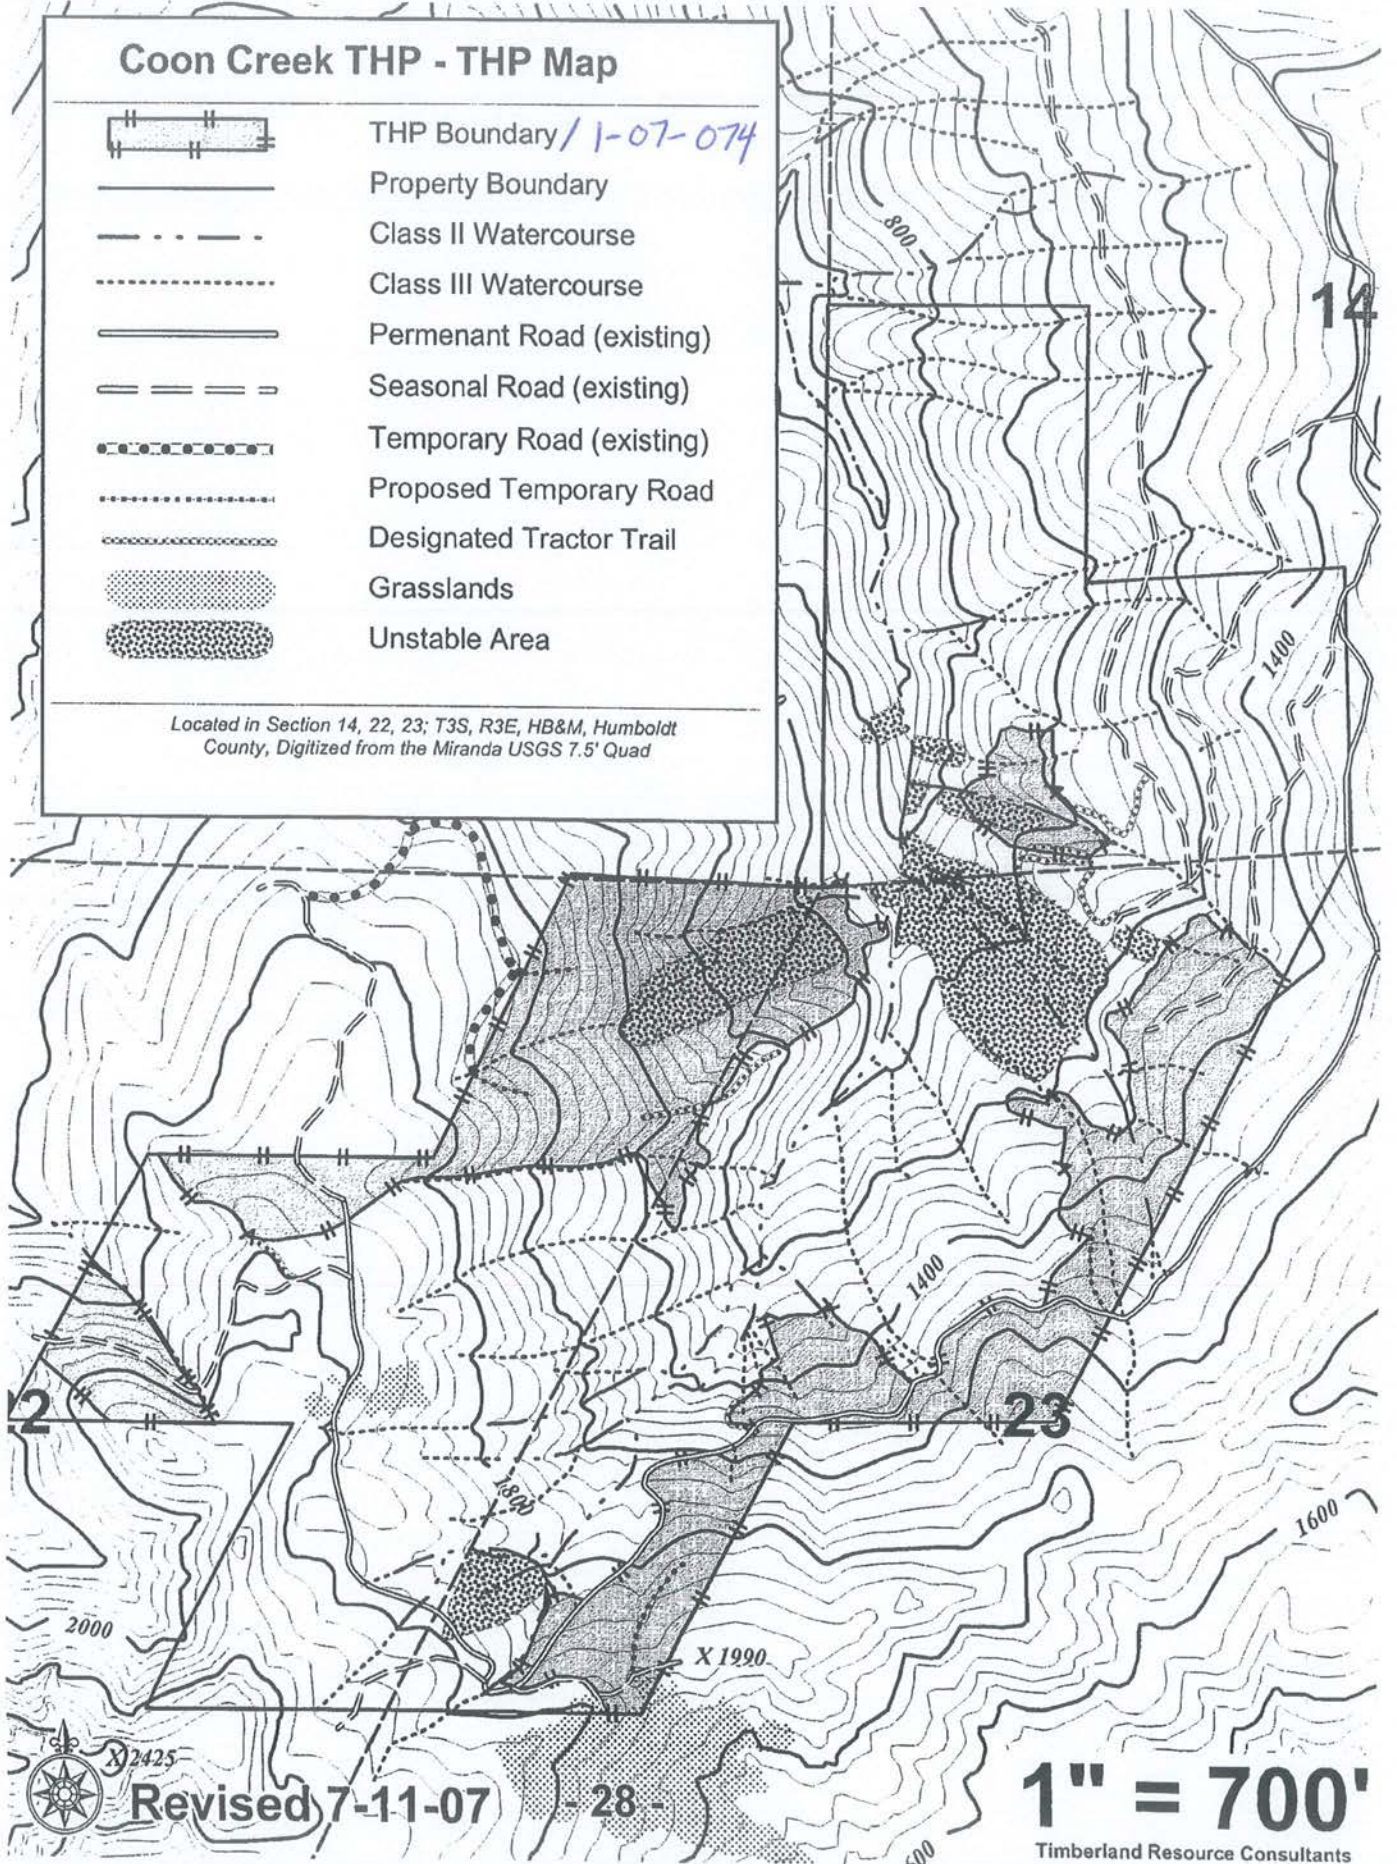 Coon Creek THP - THP Map
THP Boundary / 1-07-074
Property Boundary
Class II Watercourse
Class III Watercourse
Permenant Road (existing)
Seasonal Road (existing)
Temporary Road (existing)
Proposed Temporary Road
Designated Tractor Trail
Grasslands
Unstable Area
Located in Section 14, 22, 23; T3S, R3E, HB&M, Humboldt
County, Digitized from the Miranda USGS 7.5' Quad
800
14
1400
1400
22
23
1800
1600
2000
X 1990
X 2425
Revised 7-11-07
- 28 -
1" = 700'
Timberland Resource Consultants